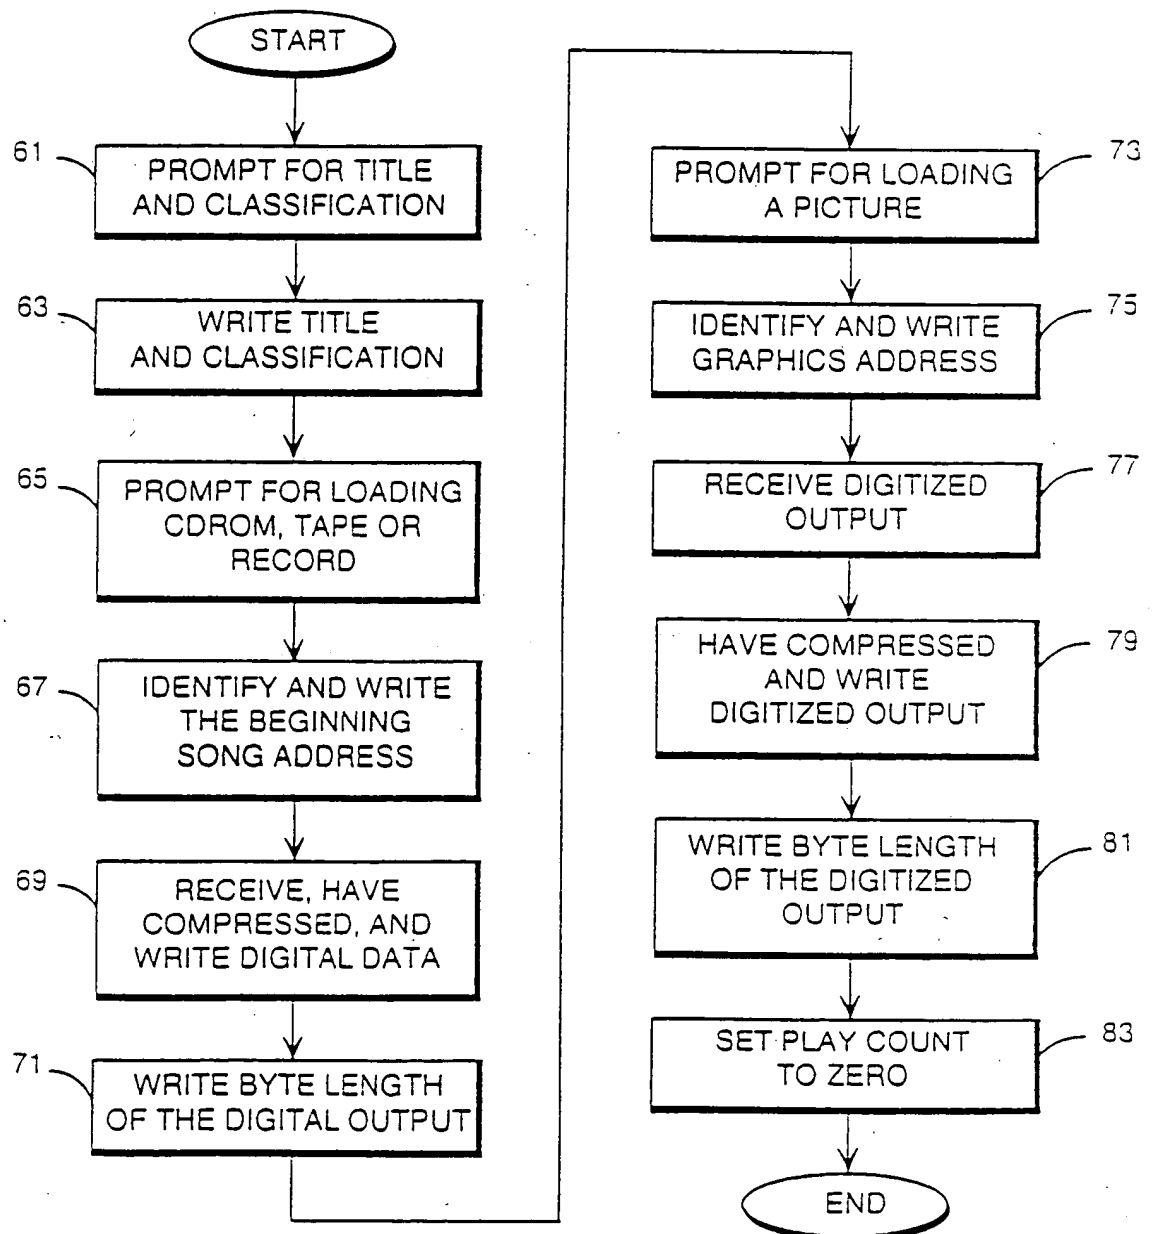 START
61
PROMPT FOR TITLE
AND CLASSIFICATION
63
WRITE TITLE
AND CLASSIFICATION
65
PROMPT FOR LOADING
CDROM, TAPE OR
RECORD
67
IDENTIFY AND WRITE
THE BEGINNING
SONG ADDRESS
69
RECEIVE, HAVE
COMPRESSED, AND
WRITE DIGITAL DATA
71
WRITE BYTE LENGTH
OF THE DIGITAL OUTPUT
73
PROMPT FOR LOADING
A PICTURE
75
IDENTIFY AND WRITE
GRAPHICS ADDRESS
77
RECEIVE DIGITIZED
OUTPUT
79
HAVE COMPRESSED
AND WRITE
DIGITIZED OUTPUT
81
WRITE BYTE LENGTH
OF THE DIGITIZED
OUTPUT
83
SET PLAY COUNT
TO ZERO
END